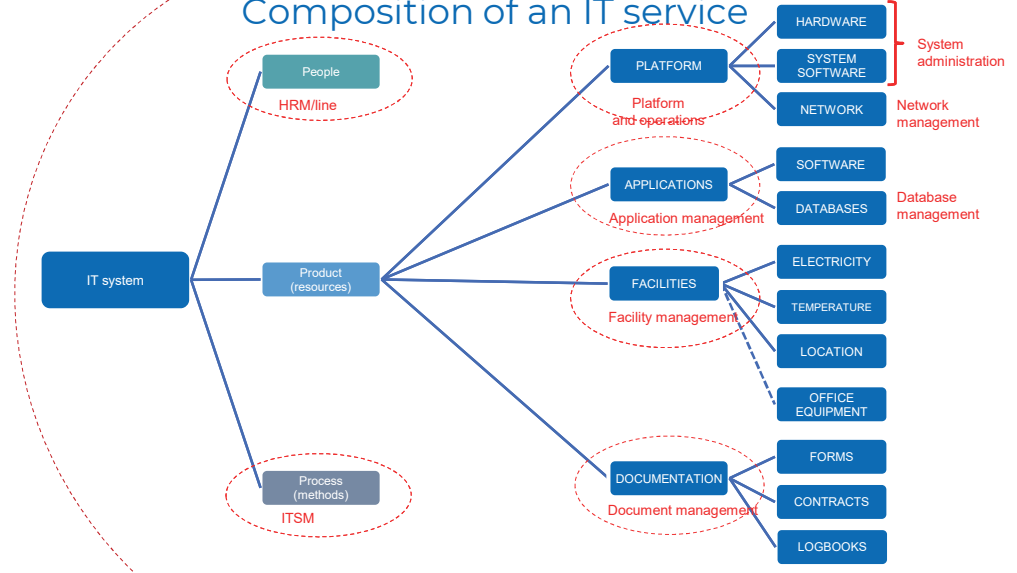 Composition of an IT service
People
HRM/line
IT system
Product
(resources)
Process
(methods)
ITSM
PLATFORM
Platform
and operations
HARDWARE
SYSTEM
SOFTWARE
NETWORK
System
administration
Network
management
APPLICATIONS
Application management
SOFTWARE
DATABASES
Database
management
FACILITIES
Facility management
ELECTRICITY
TEMPERATURE
LOCATION
OFFICE
EQUIPMENT
DOCUMENTATION
Document management
FORMS
CONTRACTS
LOGBOOKS